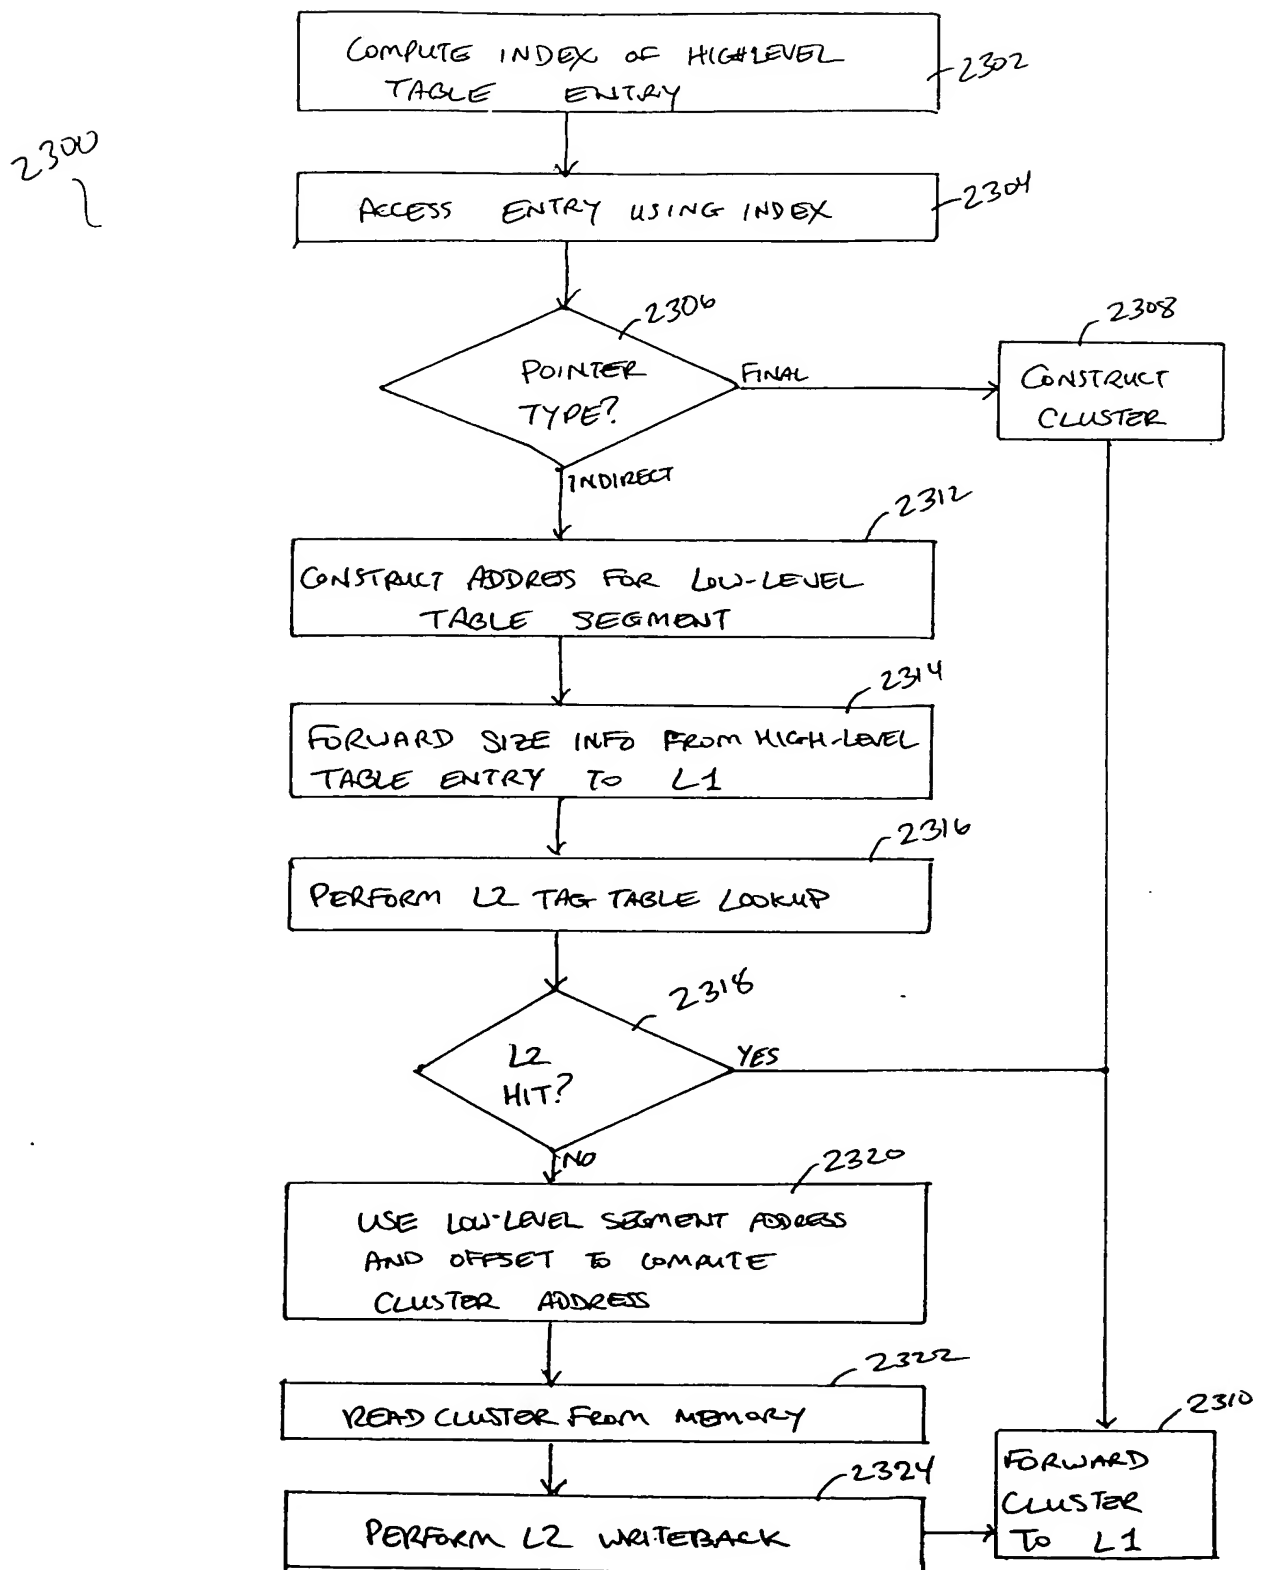 COMPUTE INDEX OF HIGH LEVEL
TABLE ENTRY
2302
2300
ACCESS ENTRY USING INDEX
2304
2306
POINTER
TYPE?
FINAL
2308
CONSTRUCT
CLUSTER
INDIRECT
2312
CONSTRUCT ADDRESS FOR LOW-LEVEL
TABLE SEGMENT
2314
FORWARD SIZE INFO FROM HIGH-LEVEL
TABLE ENTRY TO L1
2316
PERFORM L2 TAG TABLE LOOKUP
2318
L2
HIT?
YES
NO
2320
USE LOW-LEVEL SEGMENT ADDRESS
AND OFFSET TO COMPUTE
CLUSTER ADDRESS
2322
READ CLUSTER FROM MEMORY
2324
PERFORM L2 WRITEBACK
2310
FORWARD
CLUSTER
TO L1